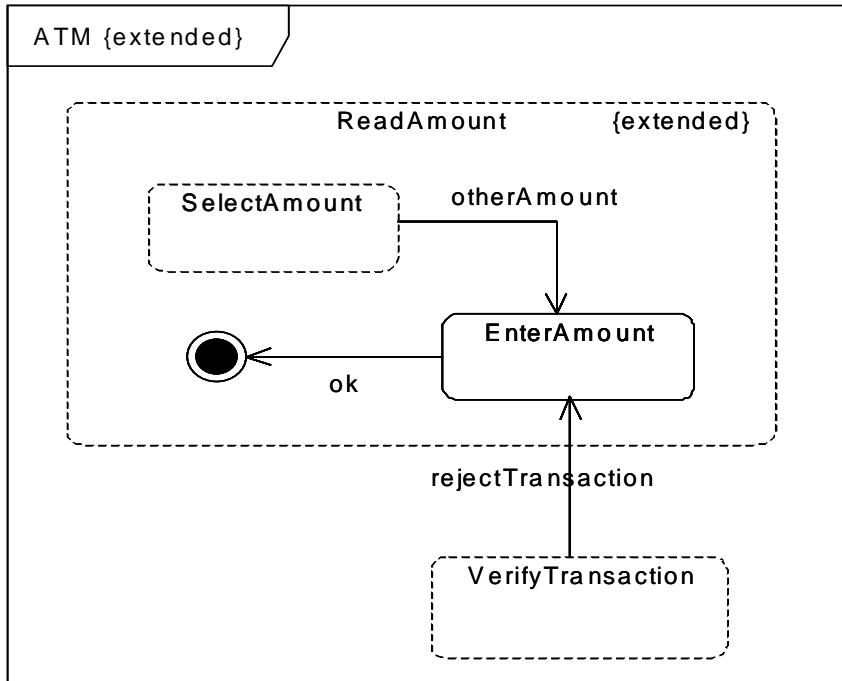 ATM {extended}
ReadAmount {extended}
SelectAmount
otherAmount
EnterAmount
ok
rejectTransaction
VerifyTransaction